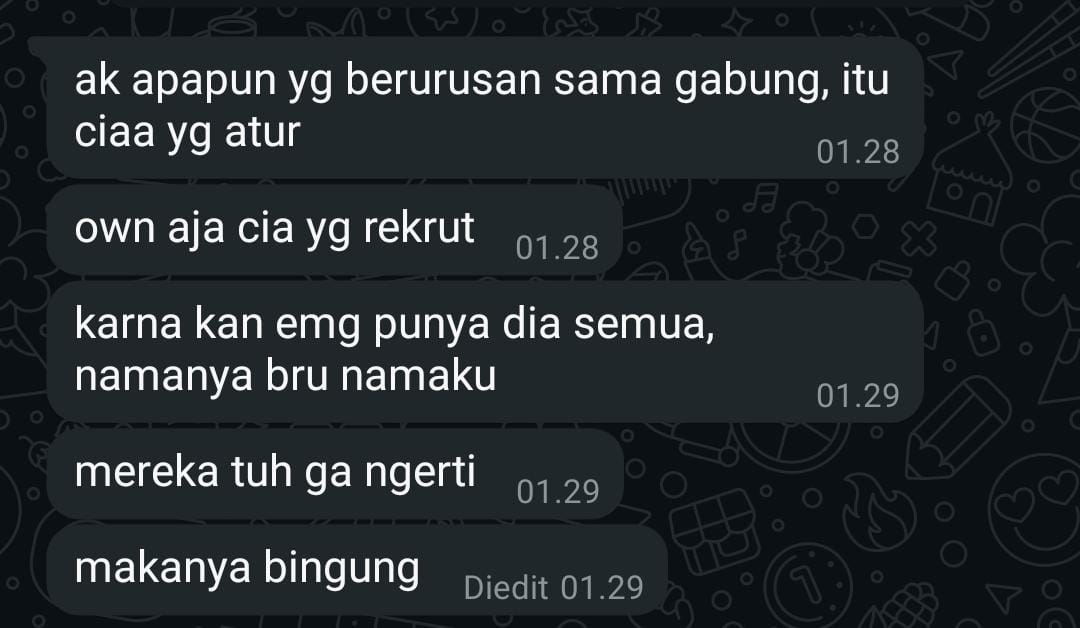 ak apapun yg berurusan sama gabung, itu
ciaa yg atur
01.28
own aja cia yg rekrut
01.28
karna kan emg punya dia semua,
namanya bru namaku
01.29
mereka tuh ga ngerti
01.29
makanya bingung
Diedit 01.29